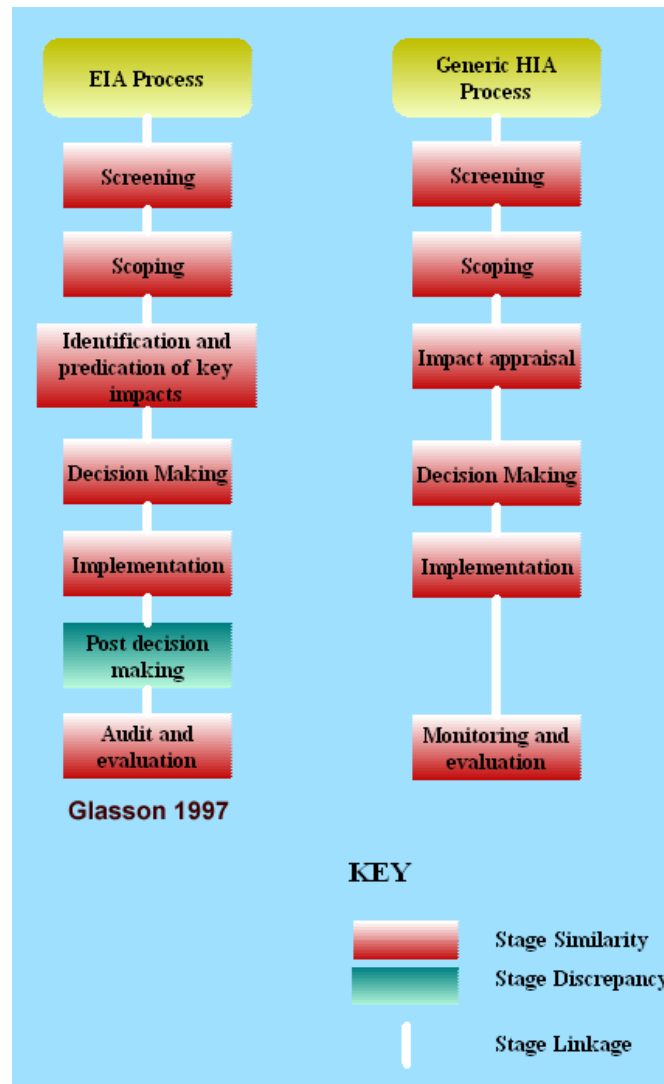 EIA Process
Screening
Scoping
Identification and
predication of key
impacts
Decision Making
Implementation
Post decision
making
Audit and
evaluation
Glasson 1997
Generic HIA
Process
Screening
Scoping
Impact appraisal
Decision Making
Implementation
Monitoring and
evaluation
KEY
Stage Similarity
Stage Discrepancy
Stage Linkage